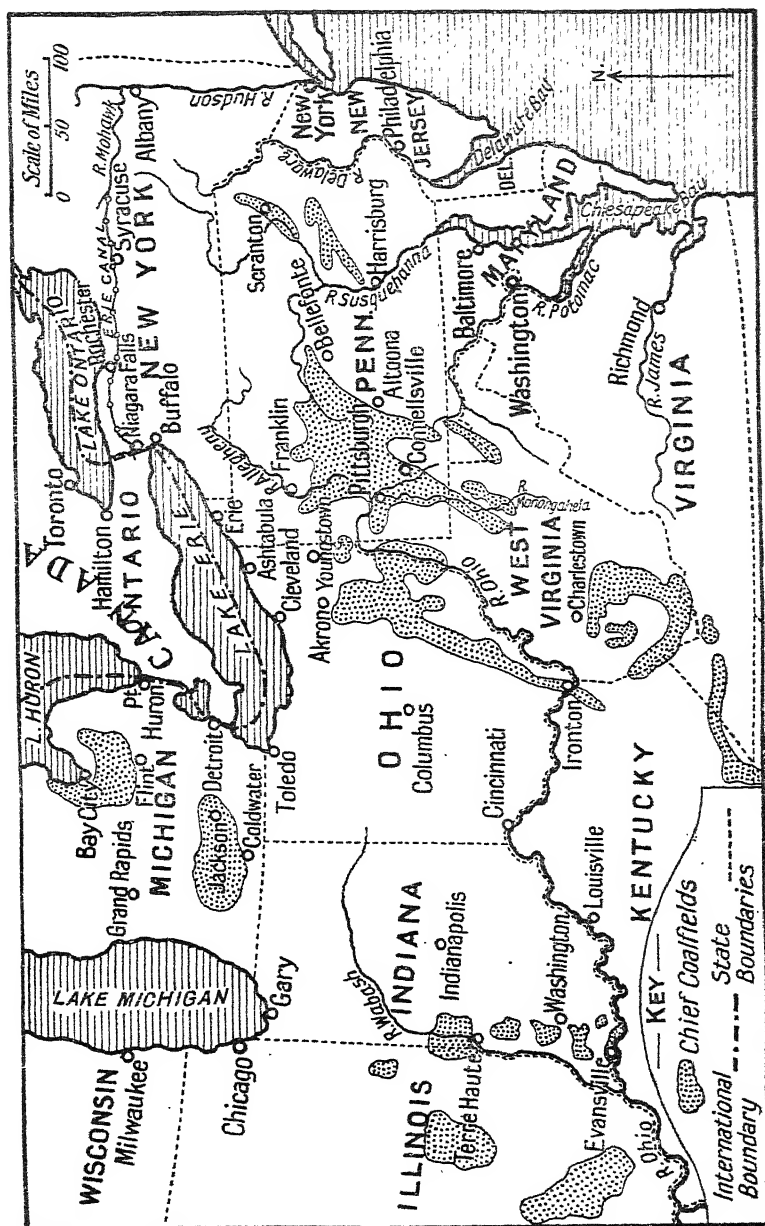 Scale of Miles
0 50 100
WISCONSIN
Milwaukee
Chicago
LAKE MICHIGAN
Gary
L. HURON
Bay City
Grand Rapids
Flint
Pt Huron
MICHIGAN
Jackson
Detroit
Coldwater
Toledo
CANADA
ONTARIO
Toronto
Hamilton
LAKE ONTARIO
Rochester
Niagara Falls
ERIE CANAL
Syracuse
R. Mohawk
Albany
NEW YORK
Buffalo
R. Hudson
LAKE ERIE
Erie
Ashtabula
Cleveland
Akron
Youngstown
R. Allegheny
Franklin
Bellefonte
Scranton
R. Delaware
New York
NEW JERSEY
Philadelphia
Harrisburg
R. Susquehanna
PENN.
Altoona
Pittsburgh
Connellsville
Delaware Bay
DEL.
MARYLAND
Baltimore
Washington
Chesapeake Bay
R. Potomac
Richmond
R. James
VIRGINIA
R. Monongahela
WEST VIRGINIA
Charlestown
R. Ohio
OHIO
Columbus
Cincinnati
Ironton
KENTUCKY
Louisville
INDIANA
Indianapolis
R. Wabash
Washington
ILLINOIS
Terre Haute
Evansville
R. Ohio
N.
KEY
Chief Coalfields
International Boundary
State Boundaries